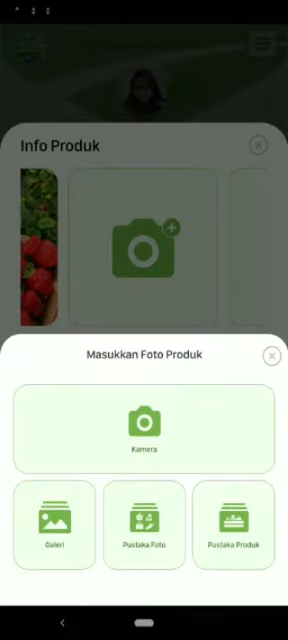 Info Produk
Masukkan Foto Produk
Kamera
Galeri
Pustaka Foto
Pustaka Produk